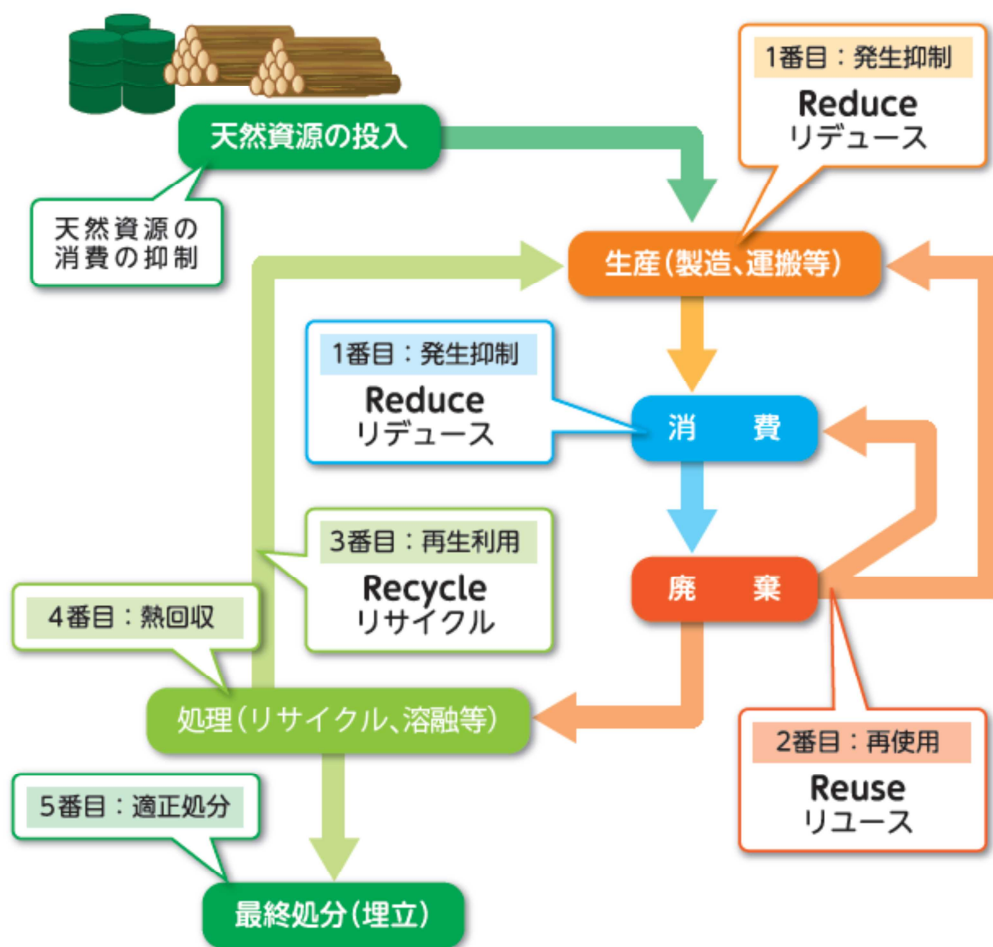 1番目：発生抑制
Reduce
リデュース
天然資源の投入
天然資源の
消費の抑制
生産（製造、運搬等）
1番目：発生抑制
Reduce
リデュース
消　費
3番目：再生利用
Recycle
リサイクル
廃　棄
4番目：熱回収
処理（リサイクル、溶融等）
2番目：再使用
Reuse
リユース
5番目：適正処分
最終処分（埋立）